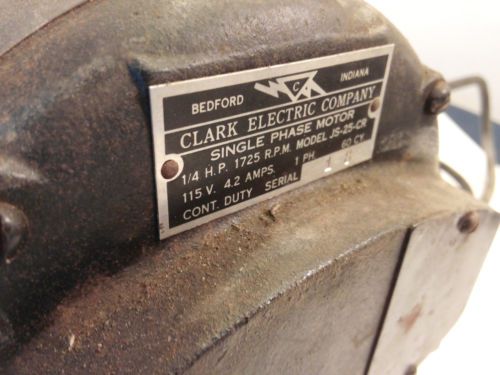 BEDFORD INDIANA
CLARK ELECTRIC COMPANY
SINGLE PHASE MOTOR
1/4 H.P. 1725 R.P.M. MODEL JS-25-CR
115 V. 4.2 AMPS. 1 PH. 60 CY.
CONT. DUTY SERIAL